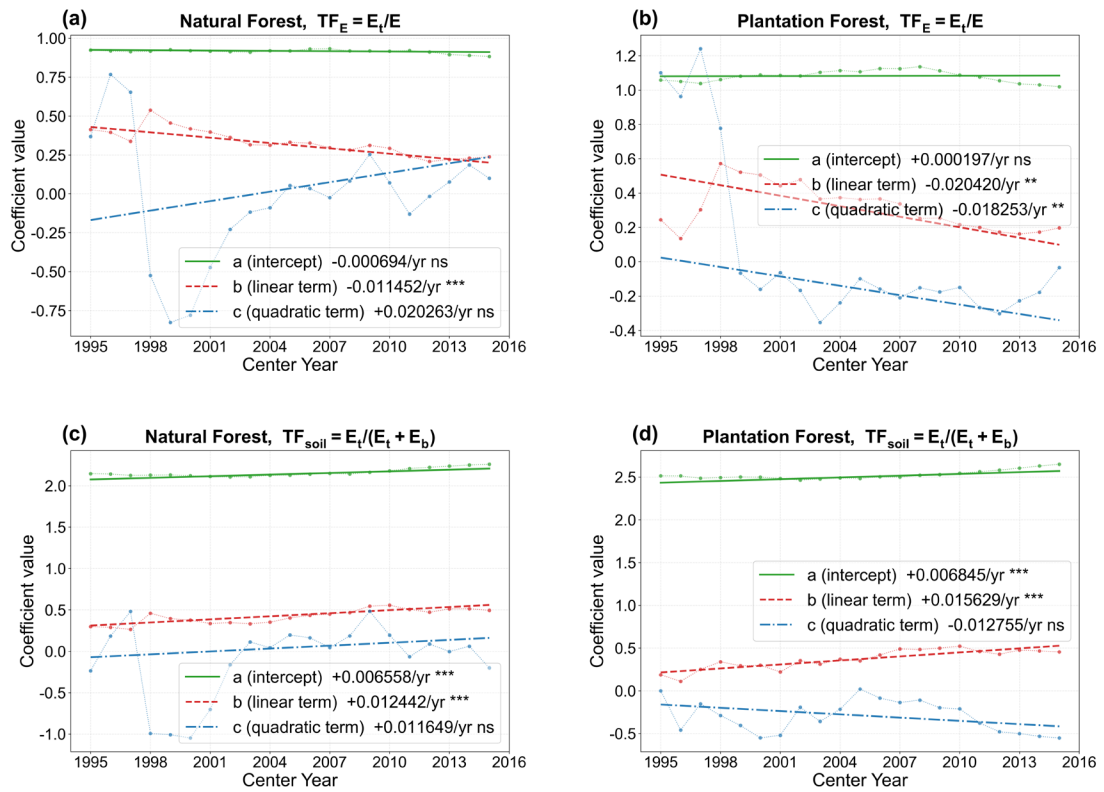 (a)
Natural Forest, TF_E = E_t/E
Coefficient value
1.00
0.75
0.50
0.25
0.00
-0.25
-0.50
-0.75
a (intercept) -0.000694/yr ns
b (linear term) -0.011452/yr ***
c (quadratic term) +0.020263/yr ns
1995 1998 2001 2004 2007 2010 2013 2016
Center Year
(b)
Plantation Forest, TF_E = E_t/E
Coefficient value
1.2
1.0
0.8
0.6
0.4
0.2
0.0
-0.2
-0.4
a (intercept) +0.000197/yr ns
b (linear term) -0.020420/yr **
c (quadratic term) -0.018253/yr **
1995 1998 2001 2004 2007 2010 2013 2016
Center Year
(c)
Natural Forest, TF_soil = E_t/(E_t + E_b)
Coefficient value
2.0
1.5
1.0
0.5
0.0
-0.5
-1.0
a (intercept) +0.006558/yr ***
b (linear term) +0.012442/yr ***
c (quadratic term) +0.011649/yr ns
1995 1998 2001 2004 2007 2010 2013 2016
Center Year
(d)
Plantation Forest, TF_soil = E_t/(E_t + E_b)
Coefficient value
2.5
2.0
1.5
1.0
0.5
0.0
-0.5
a (intercept) +0.006845/yr ***
b (linear term) +0.015629/yr ***
c (quadratic term) -0.012755/yr ns
1995 1998 2001 2004 2007 2010 2013 2016
Center Year